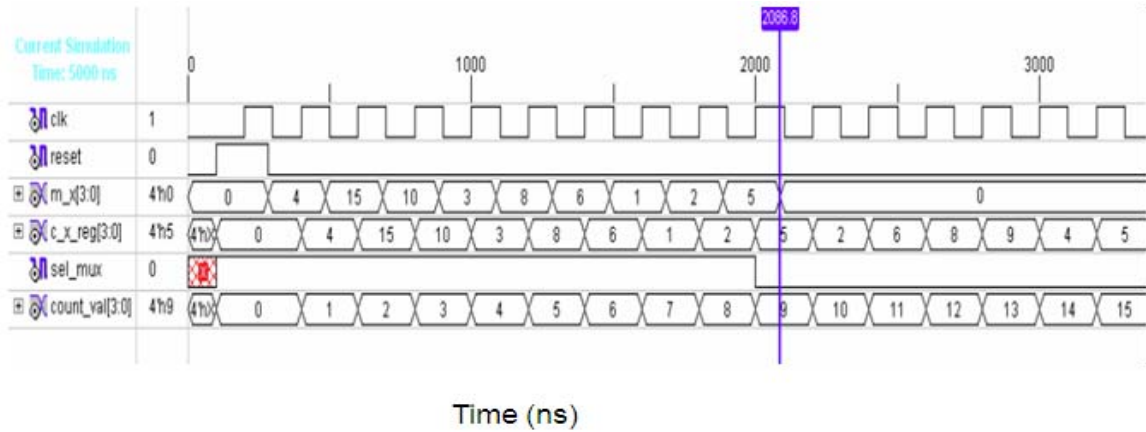 2086.8
Current Simulation
Time: 5000 ns
0 1000 2000 3000
clk 1
reset 0
m_x[3:0] 4'h0 0 4 15 10 3 8 6 1 2 5 0
c_x_reg[3:0] 4'h5 4'hX 0 4 15 10 3 8 6 1 2 5 2 6 8 9 4 5
sel_mux 0
count_val[3:0] 4'h9 4'hX 0 1 2 3 4 5 6 7 8 9 10 11 12 13 14 15
Time (ns)